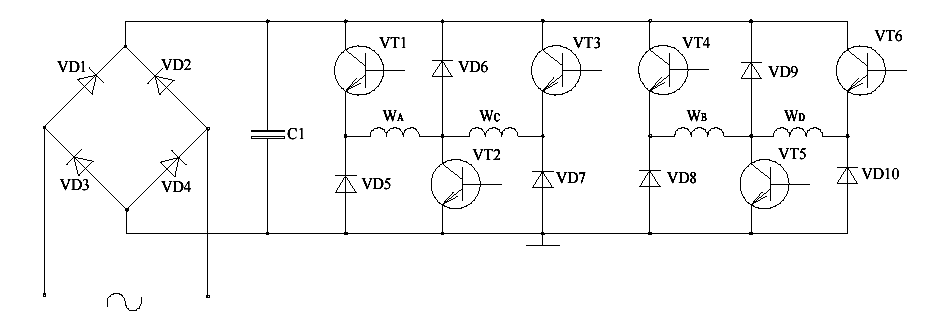 VT1
VT3
VT4
VT6
VD1
VD2
VD6
VD9
WA
WC
WB
WD
C1
VT2
VT5
VD3
VD4
VD5
VD7
VD8
VD10